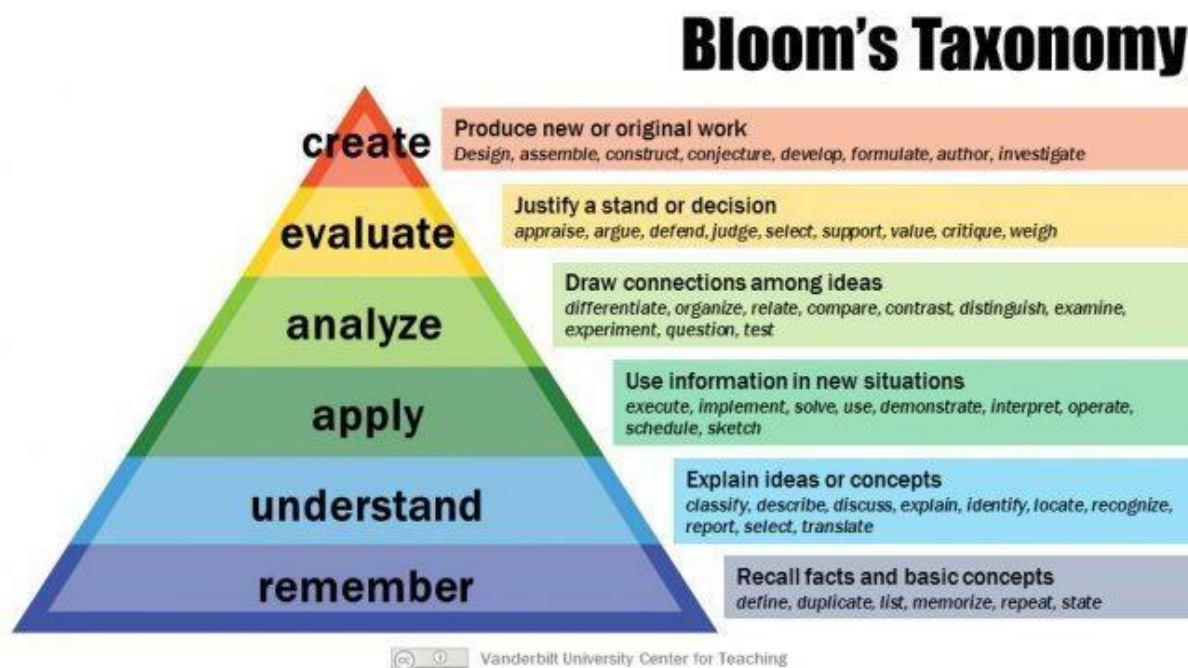 Bloom's Taxonomy
create
Produce new or original work
Design, assemble, construct, conjecture, develop, formulate, author, investigate
evaluate
Justify a stand or decision
appraise, argue, defend, judge, select, support, value, critique, weigh
analyze
Draw connections among ideas
differentiate, organize, relate, compare, contrast, distinguish, examine,
experiment, question, test
apply
Use information in new situations
execute, implement, solve, use, demonstrate, interpret, operate,
schedule, sketch
understand
Explain ideas or concepts
classify, describe, discuss, explain, identify, locate, recognize,
report, select, translate
remember
Recall facts and basic concepts
define, duplicate, list, memorize, repeat, state
cc Vanderbilt University Center for Teaching